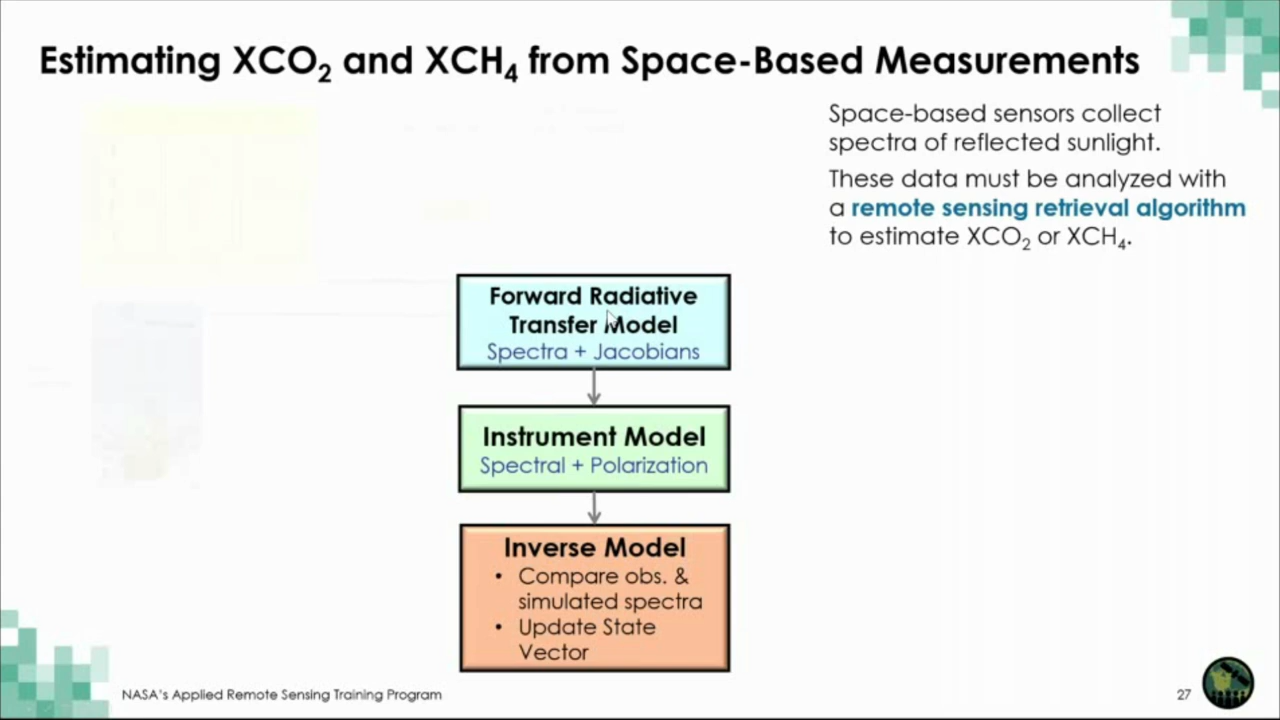 Estimating XCO₂ and XCH₄ from Space-Based Measurements
Space-based sensors collect
spectra of reflected sunlight.
These data must be analyzed with
a remote sensing retrieval algorithm
to estimate XCO₂ or XCH₄.
Forward Radiative
Transfer Model
Spectra + Jacobians
Instrument Model
Spectral + Polarization
Inverse Model
• Compare obs. &
simulated spectra
• Update State
Vector
NASA's Applied Remote Sensing Training Program
27